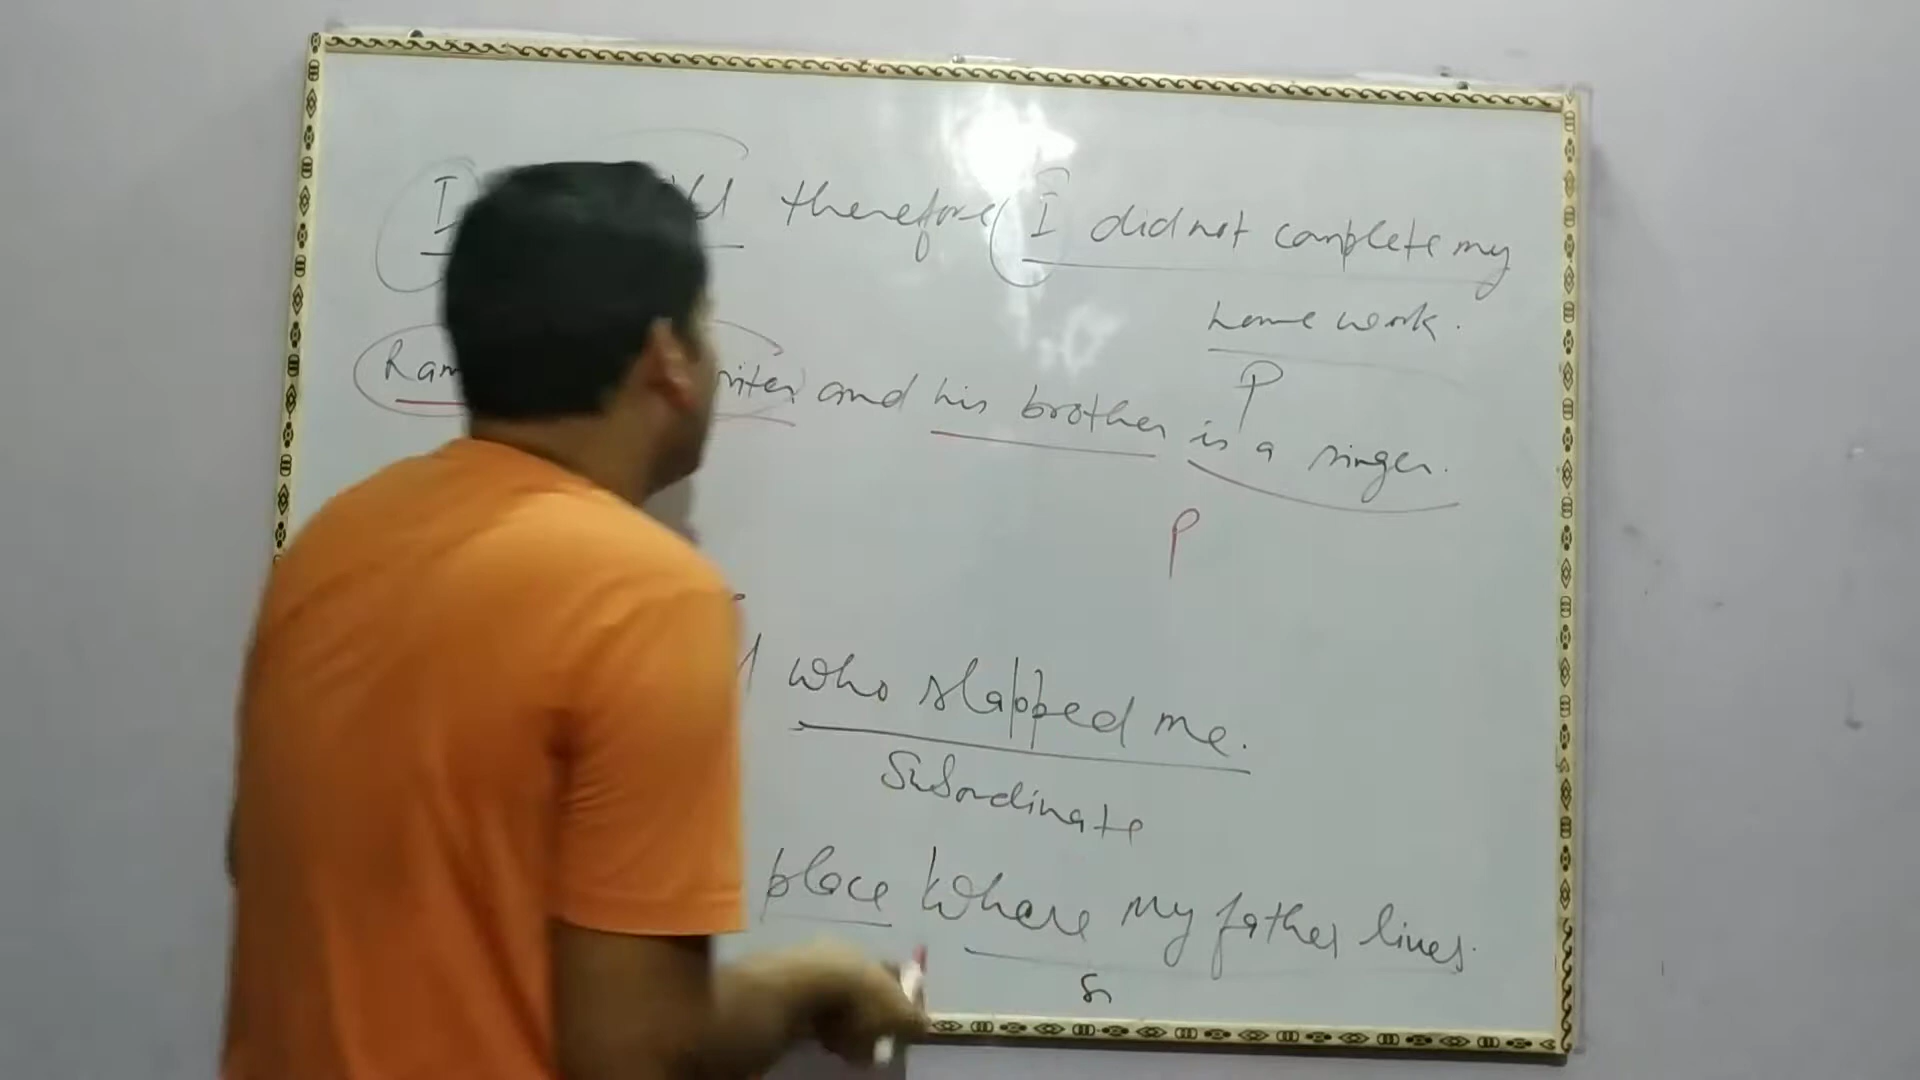 I therefore I did not complete my
home work.
P
Ram and his brother is a singer.
P
who slapped me.
Subordinate
place where my father lives.
S